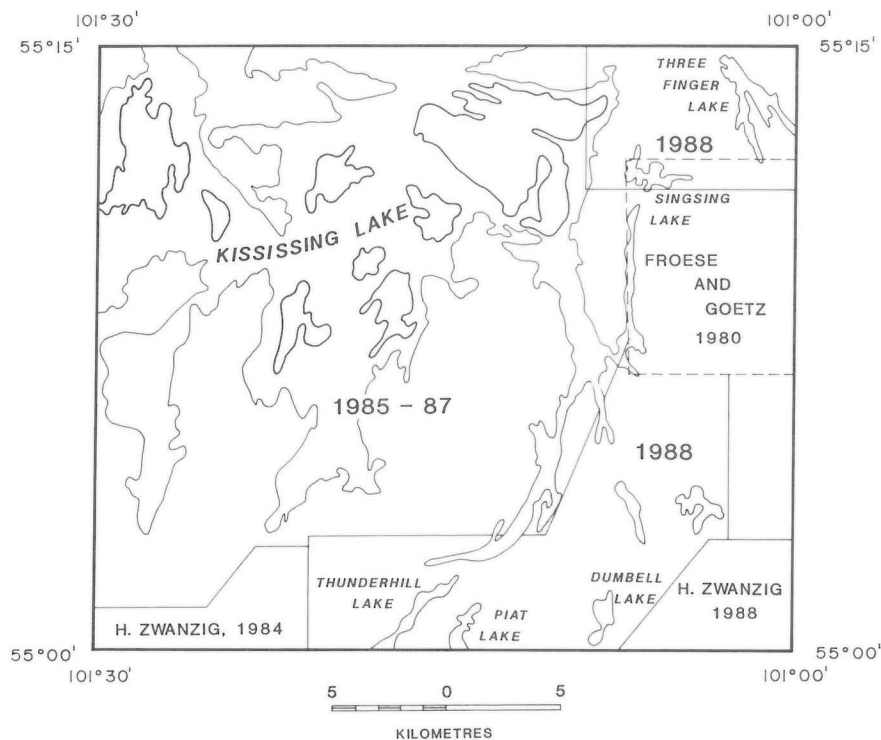 101°30'
101°00'
55°15'
55°15'
THREE
FINGER
LAKE
1988
SINGSING
LAKE
KISSISSING LAKE
FROESE
AND
GOETZ
1980
1985 - 87
1988
THUNDERHILL
LAKE
PIAT
LAKE
DUMBELL
LAKE
H. ZWANZIG
1988
H. ZWANZIG, 1984
55°00'
55°00'
101°30'
101°00'
5
0
5
KILOMETRES